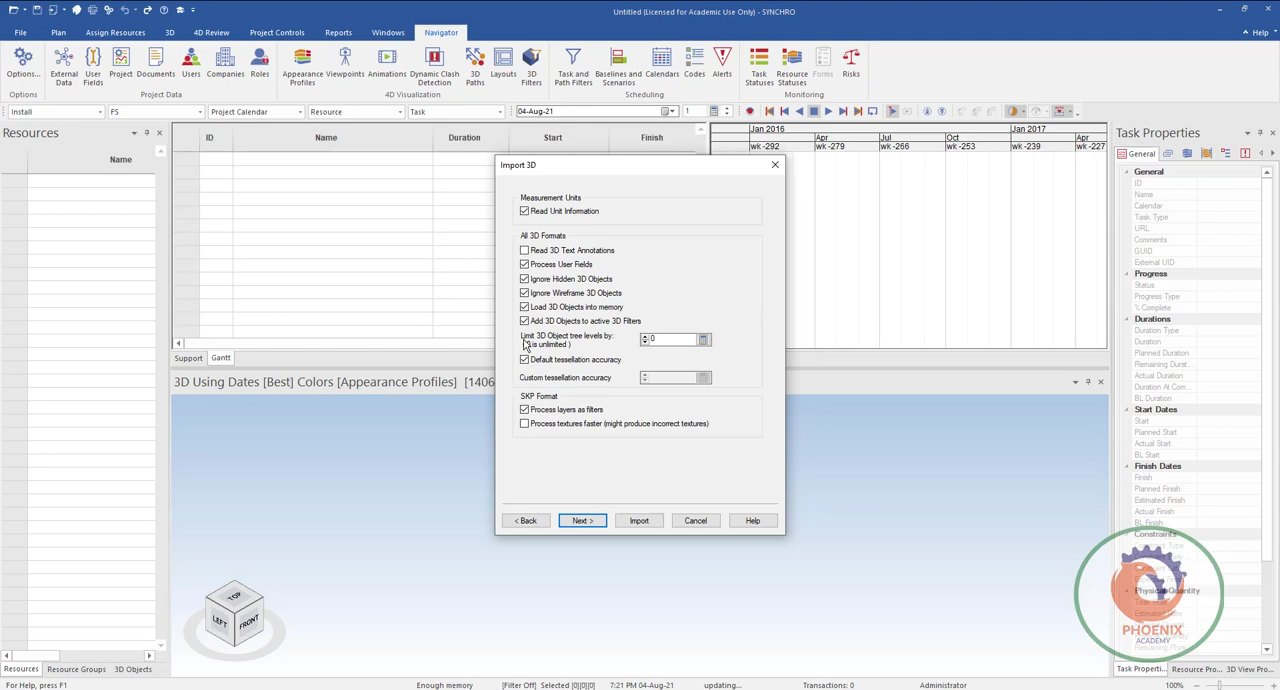 Untitled (Licensed for Academic Use Only) - SYNCHRO
File Plan Assign Resources 3D 4D Review Project Controls Reports Windows Navigator Help
Options... External Data User Fields Project Documents Users Companies Roles Appearance Profiles Viewpoints Animations Dynamic Clash Detection 3D Paths Layouts 3D Filters Task and Path Filters Baselines and Scenarios Calendars Codes Alerts Task Statuses Resource Statuses Forms Risks
Options Project Data 4D Visualization Scheduling Monitoring
Install FS Project Calendar Resource Task 04-Aug-21 1
Resources
Name
ID Name Duration Start Finish
Jan 2016 Apr Jul Oct Jan 2017 Apr
wk -292 wk -279 wk -266 wk -253 wk -239 wk -227
Support Gantt
3D Using Dates [Best] Colors [Appearance Profiles] [1406
Import 3D
Measurement Units
Read Unit Information
All 3D Formats
Read 3D Text Annotations
Process User Fields
Ignore Hidden 3D Objects
Ignore Wireframe 3D Objects
Load 3D Objects into memory
Add 3D Objects to active 3D Filters
Limit 3D Object tree levels by:
is unlimited ) 0
Default tessellation accuracy
Custom tessellation accuracy
SKP Format
Process layers as filters
Process textures faster (might produce incorrect textures)
< Back Next > Import Cancel Help
Task Properties
General
General
ID
Name
Calendar
Task Type
URL
Comments
GUID
External UID
Progress
Status
Progress Type
% Complete
Durations
Duration Type
Duration
Planned Duration
Remaining Durat...
Actual Duration
Duration At Com...
BL Duration
Start Dates
Start
Planned Start
Actual Start
BL Start
Finish Dates
Finish
Planned Finish
Estimated Finish
Actual Finish
BL Finish
Constraints
Physical Quantity
PHOENIX
ACADEMY
TOP
LEFT FRONT
Resources Resource Groups 3D Objects
Task Properti... Resource Pro... 3D View Pro...
For Help, press F1 Enough memory [Filter Off] Selected [0][0][0] 7:21 PM 04-Aug-21 updating... Transactions: 0 Administrator 100%